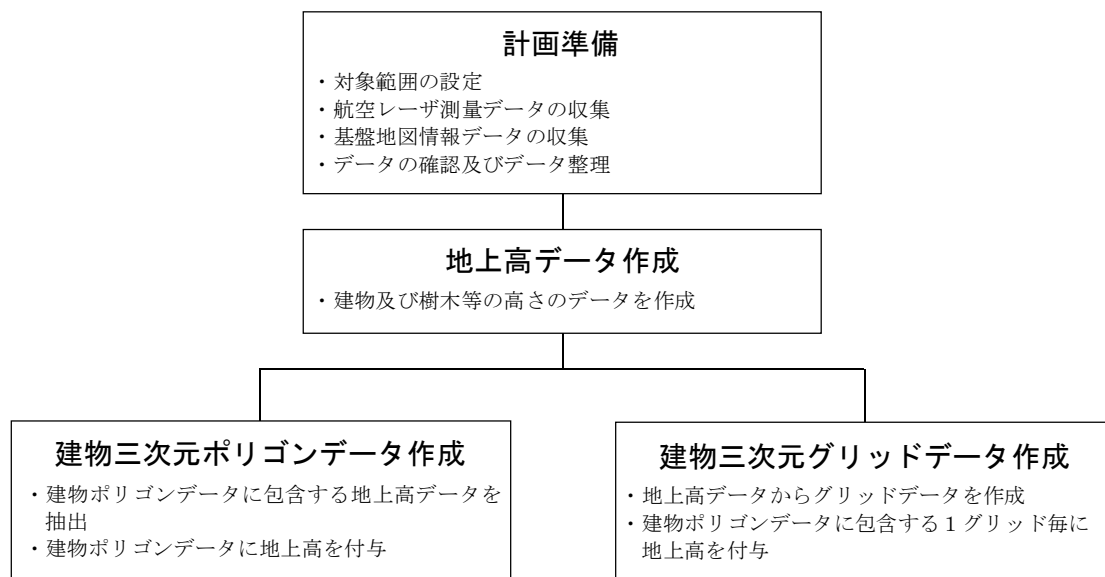 計画準備
・対象範囲の設定
・航空レーザ測量データの収集
・基盤地図情報データの収集
・データの確認及びデータ整理
地上高データ作成
・建物及び樹木等の高さのデータを作成
建物三次元ポリゴンデータ作成
・建物ポリゴンデータに包含する地上高データを
抽出
・建物ポリゴンデータに地上高を付与
建物三次元グリッドデータ作成
・地上高データからグリッドデータを作成
・建物ポリゴンデータに包含する１グリッド毎に
地上高を付与